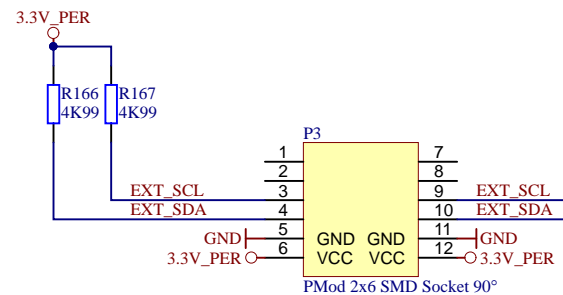 3.3V_PER
R166
4K99
R167
4K99
P3
1
7
2
8
EXT_SCL 3
9 EXT_SCL
EXT_SDA 4
10 EXT_SDA
GND 5 GND
GND 11 GND
3.3V_PER 6 VCC
VCC 12 3.3V_PER
PMod 2x6 SMD Socket 90°